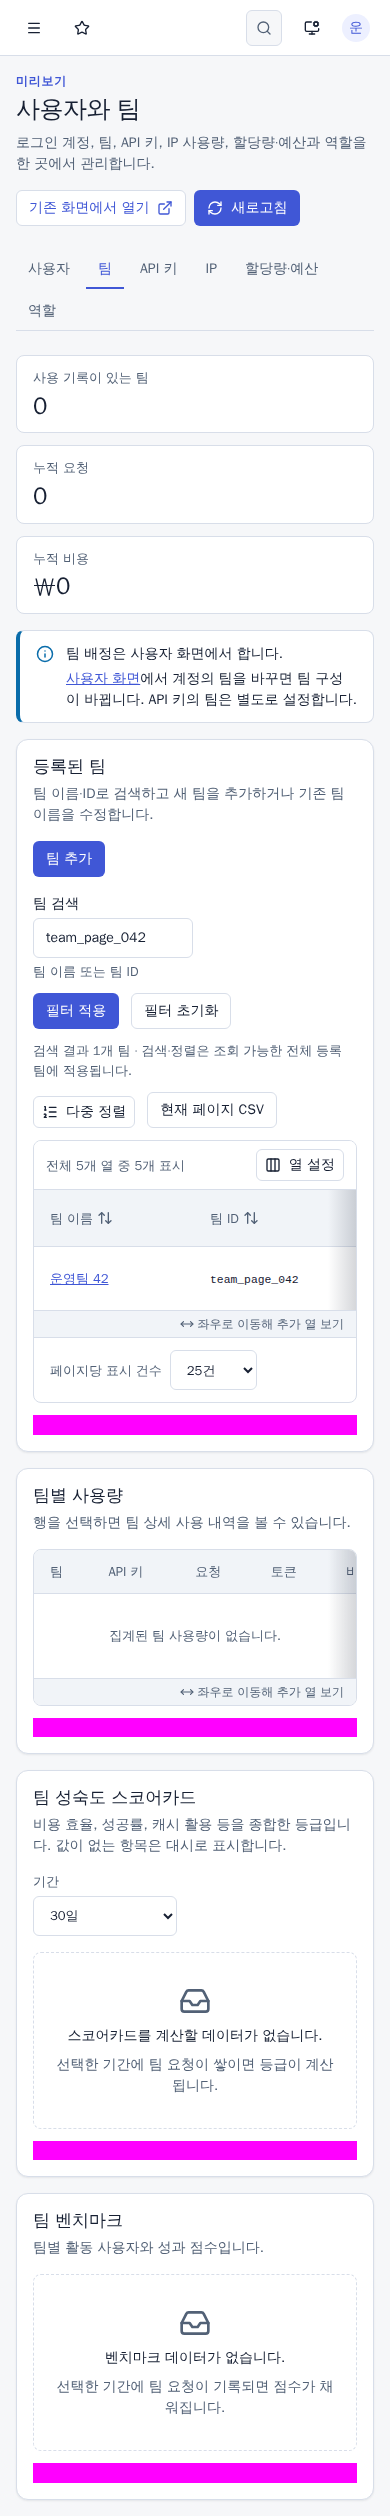 운
미리보기
사용자와 팀
로그인 계정, 팀, API 키, IP 사용량, 할당량·예산과 역할을
한 곳에서 관리합니다.
기존 화면에서 열기
새로고침
사용자 팀 API 키 IP 할당량·예산
역할
사용 기록이 있는 팀
0
누적 요청
0
누적 비용
₩0
팀 배정은 사용자 화면에서 합니다.
사용자 화면에서 계정의 팀을 바꾸면 팀 구성
이 바뀝니다. API 키의 팀은 별도로 설정합니다.
등록된 팀
팀 이름·ID로 검색하고 새 팀을 추가하거나 기존 팀
이름을 수정합니다.
팀 추가
팀 검색
team_page_042
팀 이름 또는 팀 ID
필터 적용 필터 초기화
검색 결과 1개 팀 · 검색·정렬은 조회 가능한 전체 등록
팀에 적용됩니다.
다중 정렬 현재 페이지 CSV
전체 5개 열 중 5개 표시 열 설정
팀 이름 팀 ID
운영팀 42 team_page_042
좌우로 이동해 추가 열 보기
페이지당 표시 건수 25건
팀별 사용량
행을 선택하면 팀 상세 사용 내역을 볼 수 있습니다.
팀 API 키 요청 토큰
집계된 팀 사용량이 없습니다.
좌우로 이동해 추가 열 보기
팀 성숙도 스코어카드
비용 효율, 성공률, 캐시 활용 등을 종합한 등급입니
다. 값이 없는 항목은 대시로 표시합니다.
기간
30일
스코어카드를 계산할 데이터가 없습니다.
선택한 기간에 팀 요청이 쌓이면 등급이 계산
됩니다.
팀 벤치마크
팀별 활동 사용자와 성과 점수입니다.
벤치마크 데이터가 없습니다.
선택한 기간에 팀 요청이 기록되면 점수가 채
워집니다.